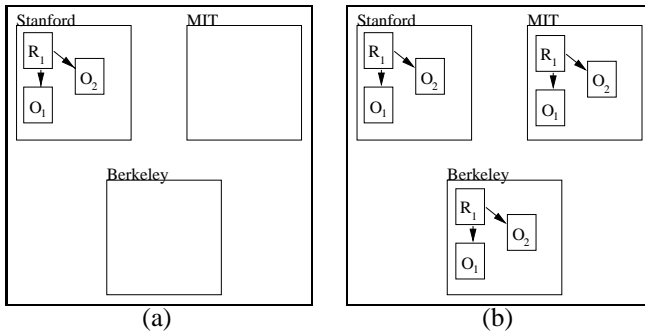 Stanford MIT Stanford MIT
R1 R1 R1
O2 O2 O2
O1 O1 O1
Berkeley Berkeley
R1
O2
O1
(a) (b)